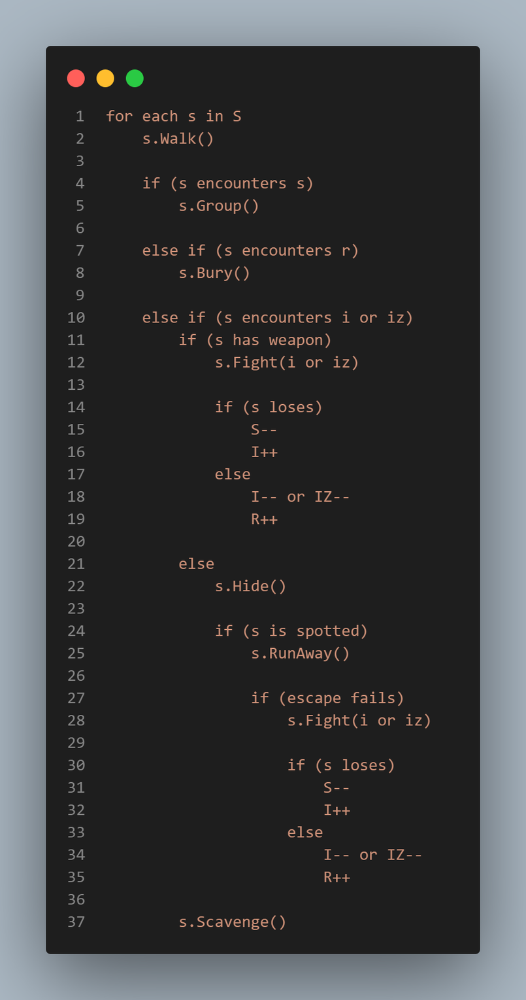 1 for each s in S
2     s.Walk()
3
4     if (s encounters s)
5         s.Group()
6
7     else if (s encounters r)
8         s.Bury()
9
10     else if (s encounters i or iz)
11         if (s has weapon)
12             s.Fight(i or iz)
13
14             if (s loses)
15                 S--
16                 I++
17             else
18                 I-- or IZ--
19                 R++
20
21         else
22             s.Hide()
23
24             if (s is spotted)
25                 s.RunAway()
26
27                 if (escape fails)
28                     s.Fight(i or iz)
29
30                     if (s loses)
31                         S--
32                         I++
33                     else
34                         I-- or IZ--
35                         R++
36
37         s.Scavenge()